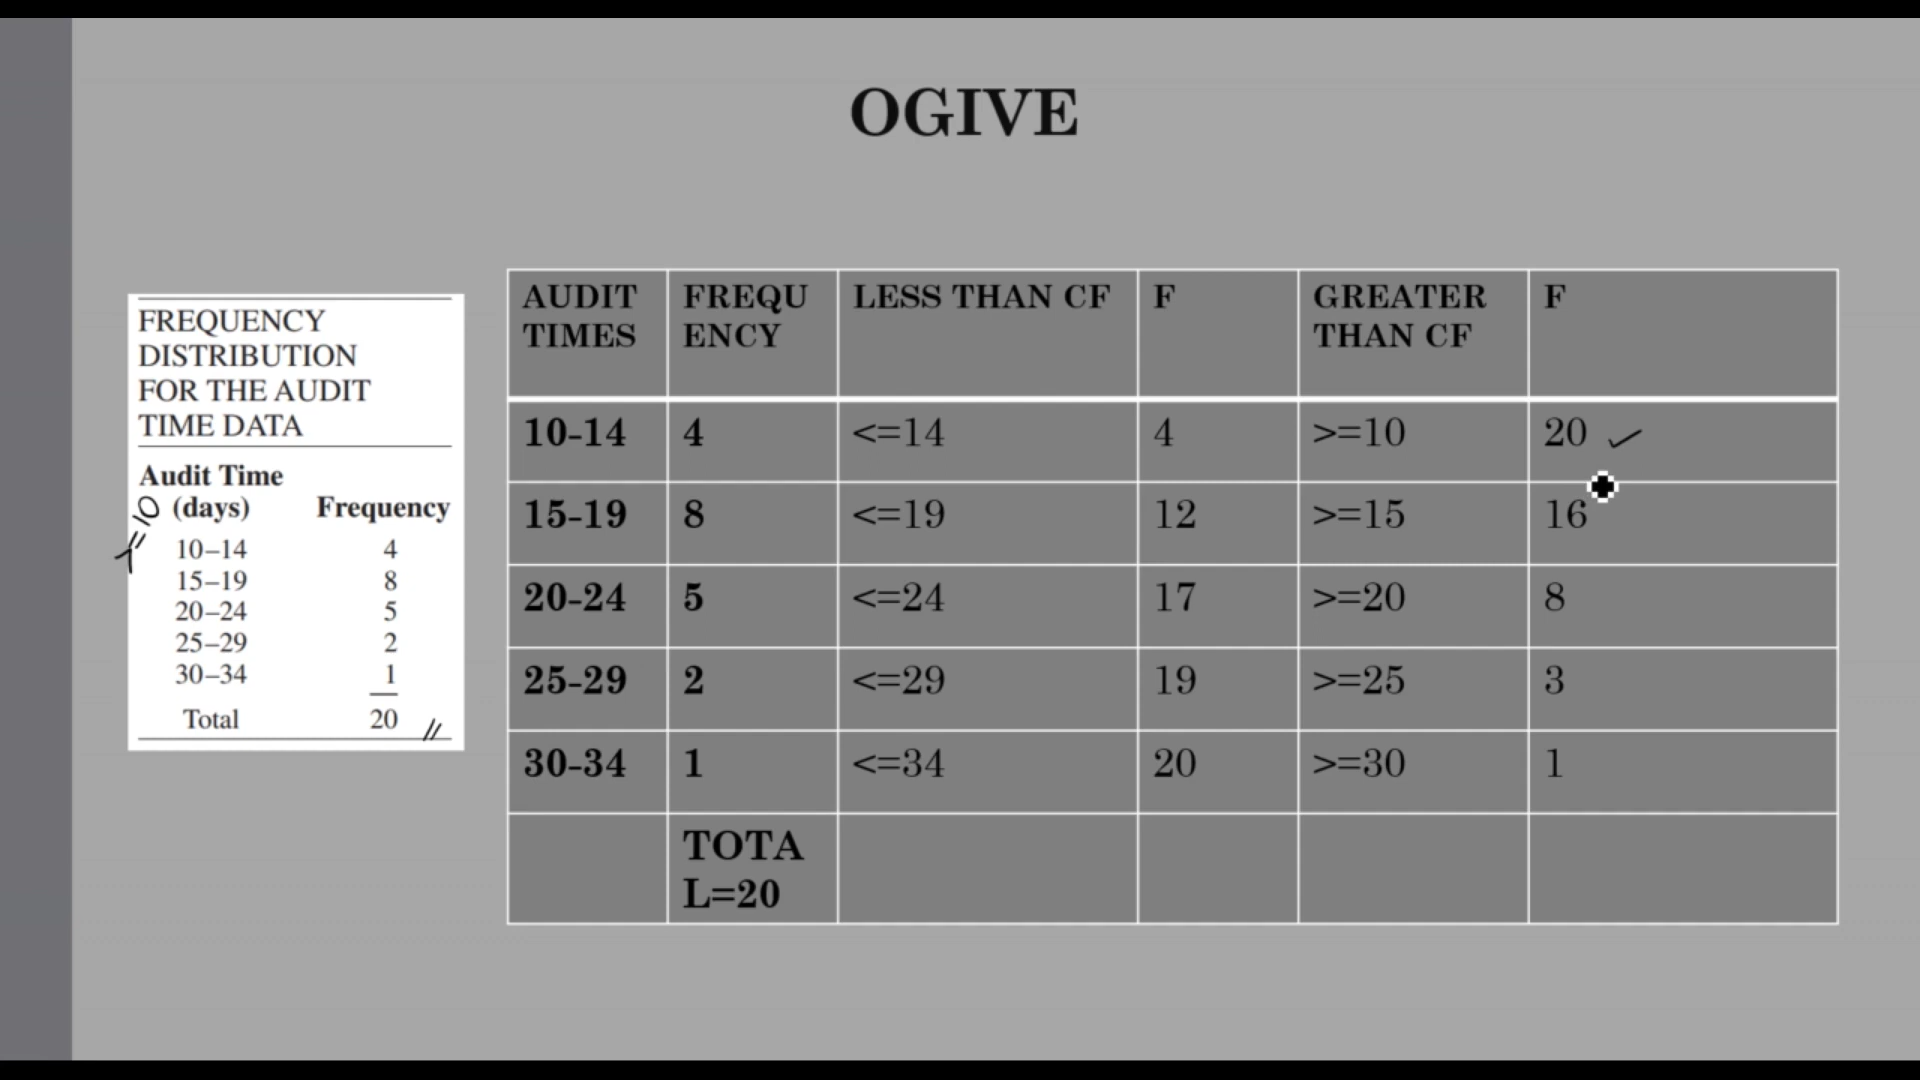 OGIVE
FREQUENCY
DISTRIBUTION
FOR THE AUDIT
TIME DATA
Audit Time
(days) Frequency
>=10
10–14 4
15–19 8
20–24 5
25–29 2
30–34 1
Total 20
AUDIT FREQU LESS THAN CF F GREATER F
TIMES ENCY THAN CF
10-14 4 <=14 4 >=10 20
15-19 8 <=19 12 >=15 16
20-24 5 <=24 17 >=20 8
25-29 2 <=29 19 >=25 3
30-34 1 <=34 20 >=30 1
TOTA
L=20